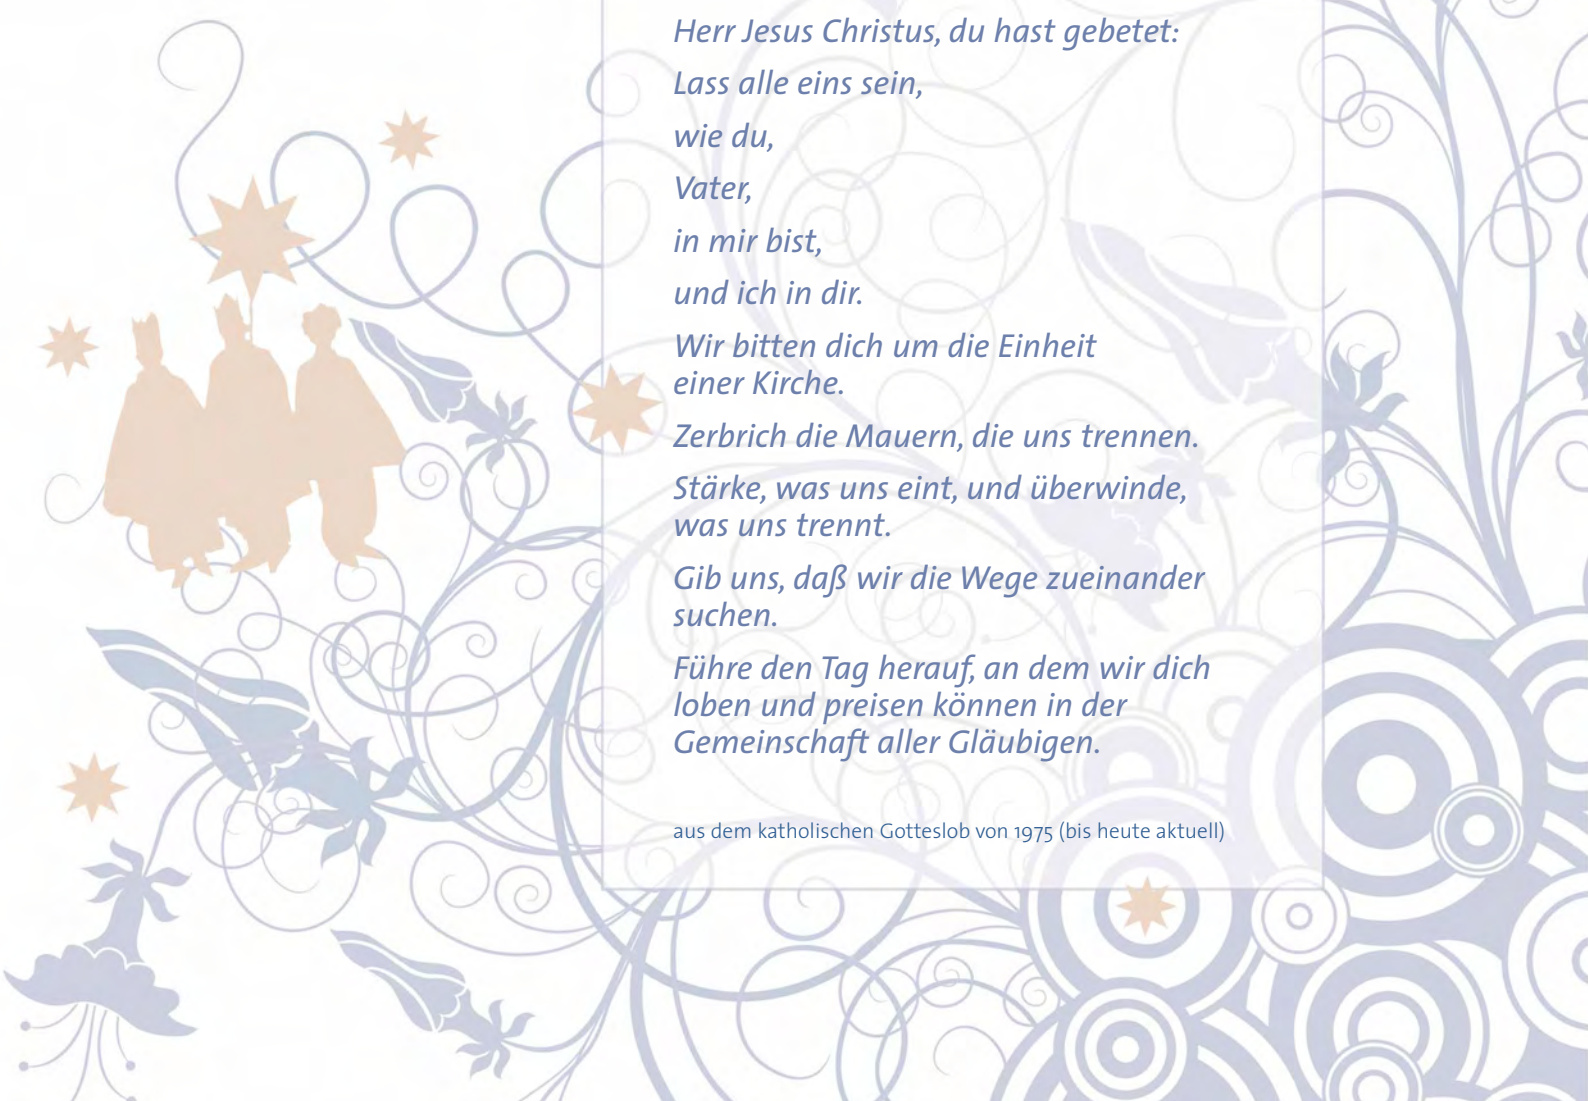 Herr Jesus Christus, du hast gebetet:
Lass alle eins sein,
wie du,
Vater,
in mir bist,
und ich in dir.
Wir bitten dich um die Einheit
einer Kirche.
Zerbrich die Mauern, die uns trennen.
Stärke, was uns eint, und überwinde,
was uns trennt.
Gib uns, daß wir die Wege zueinander
suchen.
Führe den Tag herauf, an dem wir dich
loben und preisen können in der
Gemeinschaft aller Gläubigen.
aus dem katholischen Gotteslob von 1975 (bis heute aktuell)